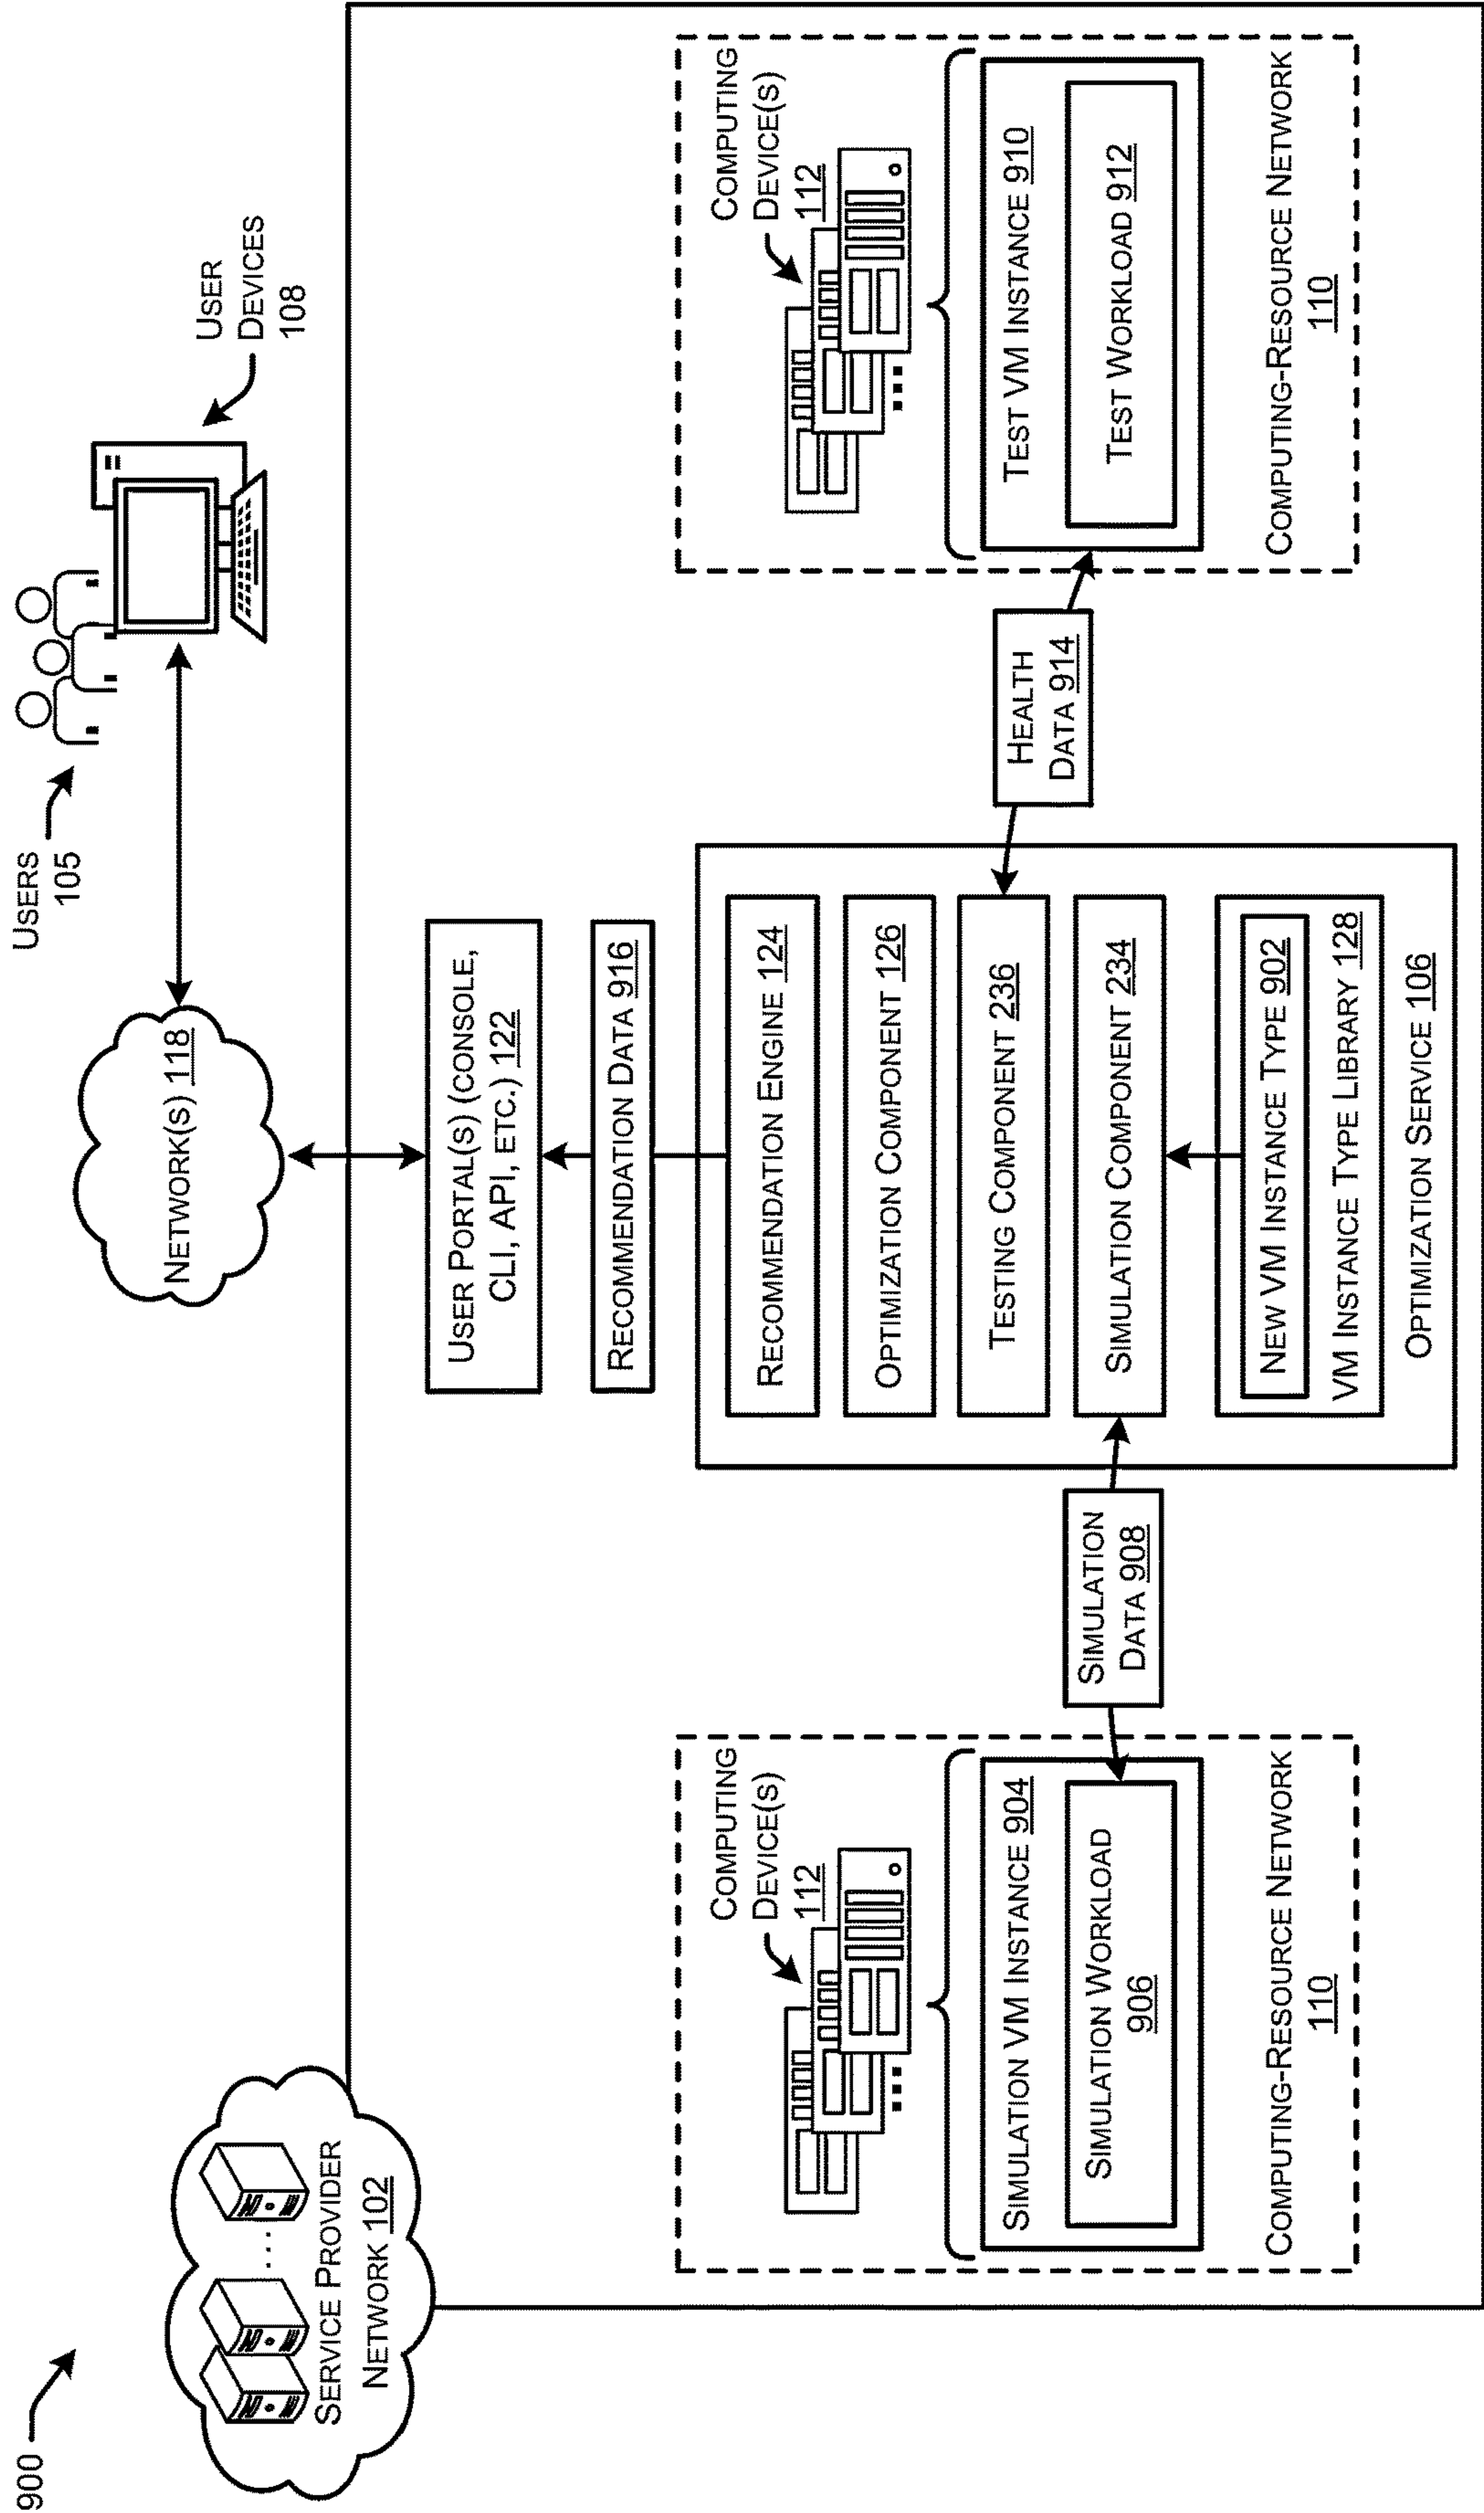 900
SERVICE PROVIDER
NETWORK 102
NETWORK(S) 118
USERS
105
USER
DEVICES
108
USER PORTAL(S) (CONSOLE,
CLI, API, ETC.) 122
RECOMMENDATION DATA 916
COMPUTING
DEVICE(S)
112
SIMULATION VM INSTANCE 904
SIMULATION WORKLOAD
906
COMPUTING-RESOURCE NETWORK
110
SIMULATION
DATA 908
RECOMMENDATION ENGINE 124
OPTIMIZATION COMPONENT 126
TESTING COMPONENT 236
SIMULATION COMPONENT 234
NEW VM INSTANCE TYPE 902
VM INSTANCE TYPE LIBRARY 128
OPTIMIZATION SERVICE 106
HEALTH
DATA 914
COMPUTING
DEVICE(S)
112
TEST VM INSTANCE 910
TEST WORKLOAD 912
COMPUTING-RESOURCE NETWORK
110